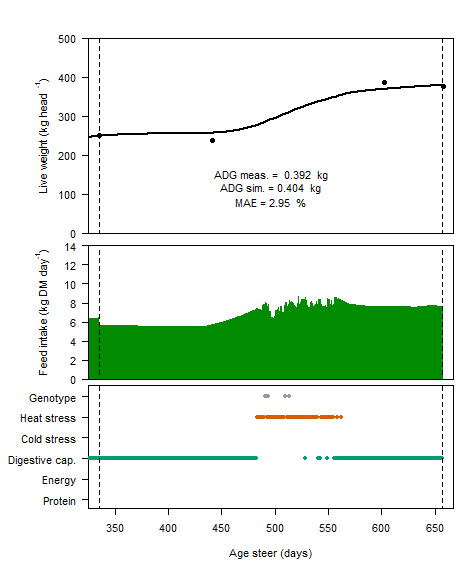 Live weight (kg head⁻¹)
500
400
300
200
100
0
ADG meas. = 0.392 kg
ADG sim. = 0.404 kg
MAE = 2.95 %
Feed intake (kg DM day⁻¹)
14
12
10
8
6
4
2
0
Genotype
Heat stress
Cold stress
Digestive cap.
Energy
Protein
350 400 450 500 550 600 650
Age steer (days)